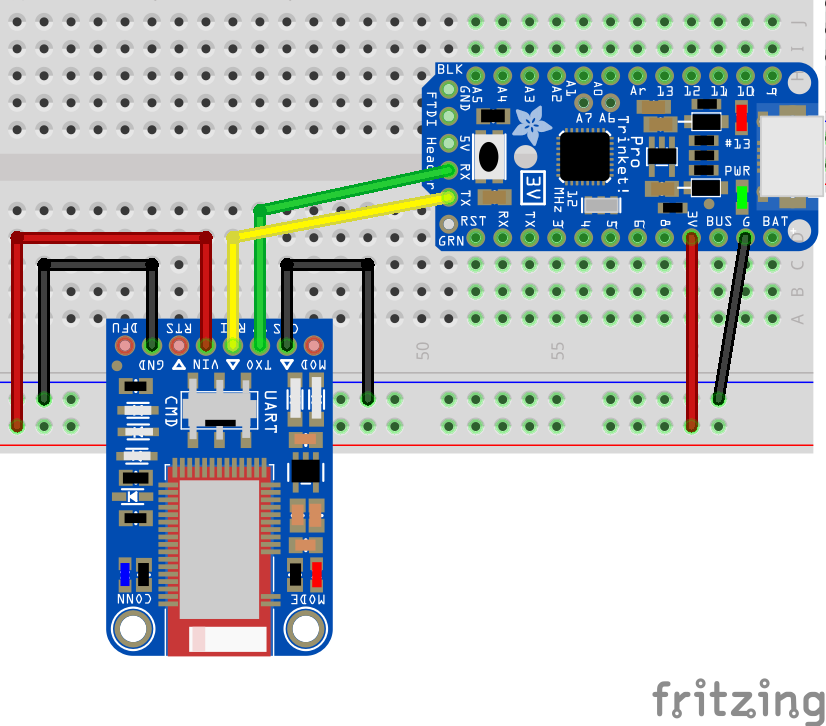 J
I
H
BLK
GND
A5
A4
A3
A2
A1
A0
Ar
13
12
11
10
9
FTDI Header
A7 A6
5V
RX
TX
Pro
Trinket!
#13
PWR
3V
12
MHz
RST
RX
TX
3
4
5
6
8
3V
BUS
G
BAT
GRN
C
B
A
50
55
DFU
GND
RTS
VIN
RXI
TXO
CTS
MOD
CMD
UART
CONN
MODE
fritzing